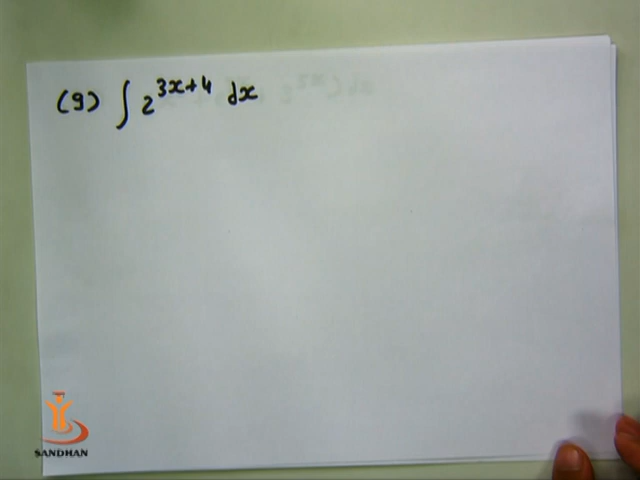 (9) ∫ 2^{3x+4} dx
SANDHAN